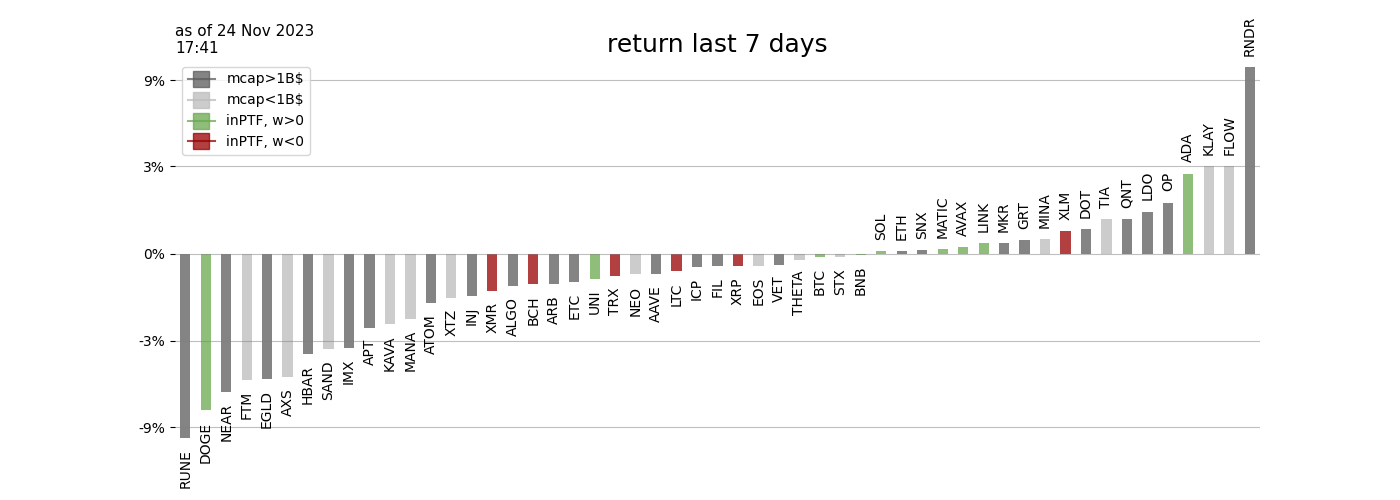 as of 24 Nov 2023
17:41
return last 7 days
mcap>1B$
mcap<1B$
inPTF, w>0
inPTF, w<0
9%
3%
0%
-3%
-9%
RUNE
DOGE
NEAR
FTM
EGLD
AXS
HBAR
SAND
IMX
APT
KAVA
MANA
ATOM
XTZ
INJ
XMR
ALGO
BCH
ARB
ETC
UNI
TRX
NEO
AAVE
LTC
ICP
FIL
XRP
EOS
VET
THETA
BTC
STX
BNB
SOL
ETH
SNX
MATIC
AVAX
LINK
MKR
GRT
MINA
XLM
DOT
TIA
QNT
LDO
OP
ADA
KLAY
FLOW
RNDR